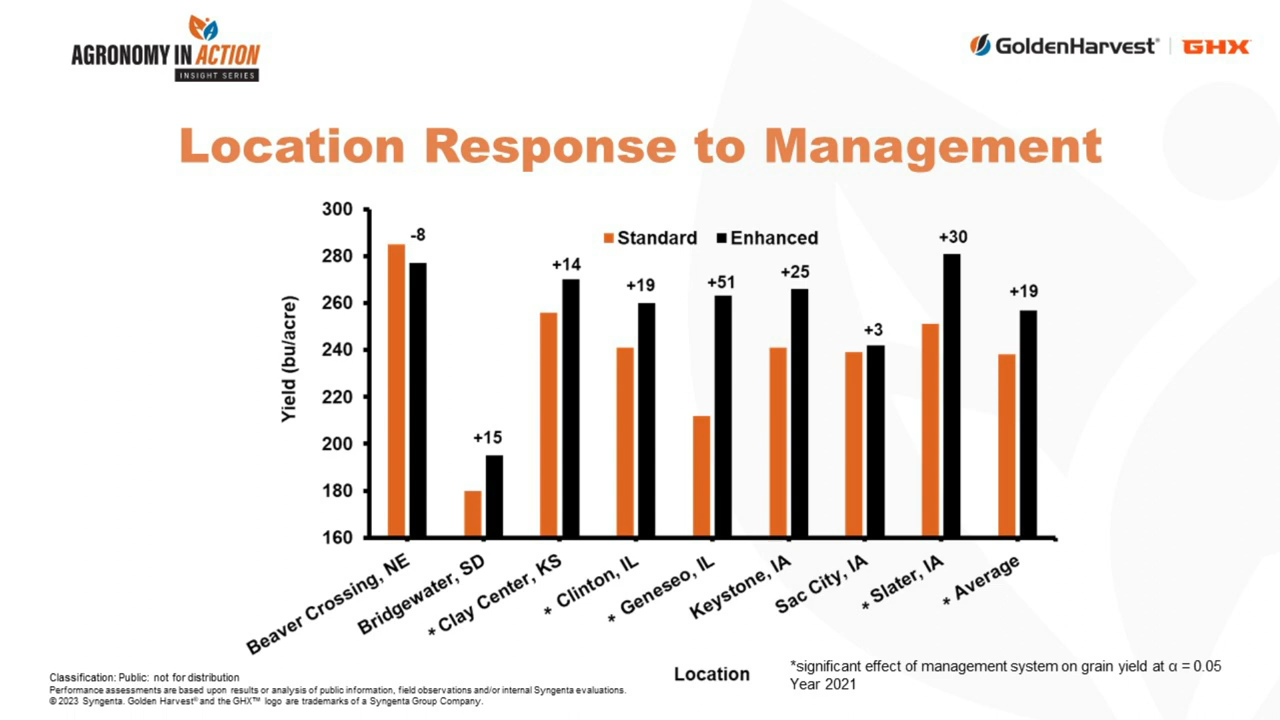 AGRONOMY IN ACTION
INSIGHT SERIES
GoldenHarvest® | GHX
Location Response to Management
300
280
260
240
220
200
180
160
Yield (bu/acre)
Standard Enhanced
-8
+15
+14
+19
+51
+25
+3
+30
+19
Beaver Crossing, NE
Bridgewater, SD
* Clay Center, KS
* Clinton, IL
* Geneseo, IL
Keystone, IA
Sac City, IA
* Slater, IA
* Average
Location
*significant effect of management system on grain yield at α = 0.05
Year 2021
Classification: Public: not for distribution
Performance assessments are based upon results or analysis of public information, field observations and/or internal Syngenta evaluations.
© 2023 Syngenta. Golden Harvest® and the GHX™ logo are trademarks of a Syngenta Group Company.